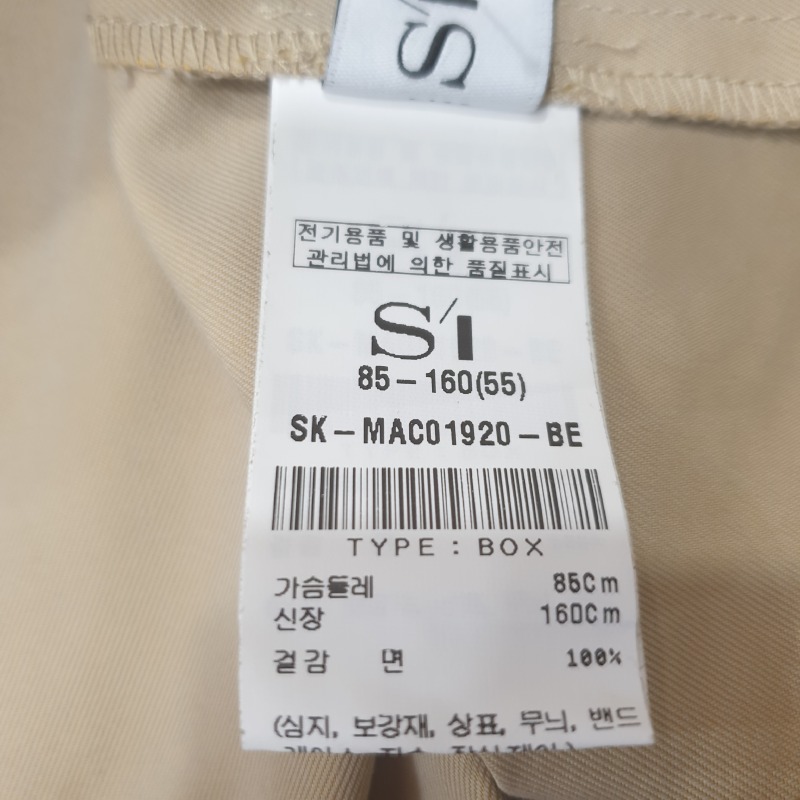 S'I
전기용품 및 생활용품안전
관리법에 의한 품질표시
S'I
85-160(55)
SK-MAC01920-BE
TYPE : BOX
가슴둘레 85Cm
신장 160Cm
겉감 면 100%
(심지, 보강재, 상표, 무늬, 밴드